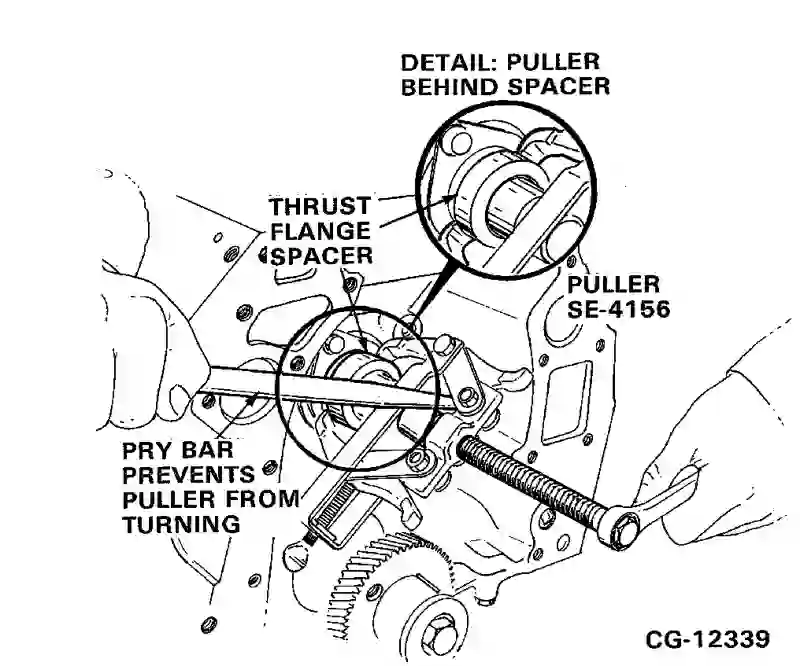 DETAIL: PULLER
BEHIND SPACER
THRUST
FLANGE
SPACER
PULLER
SE-4156
PRY BAR
PREVENTS
PULLER FROM
TURNING
CG-12339